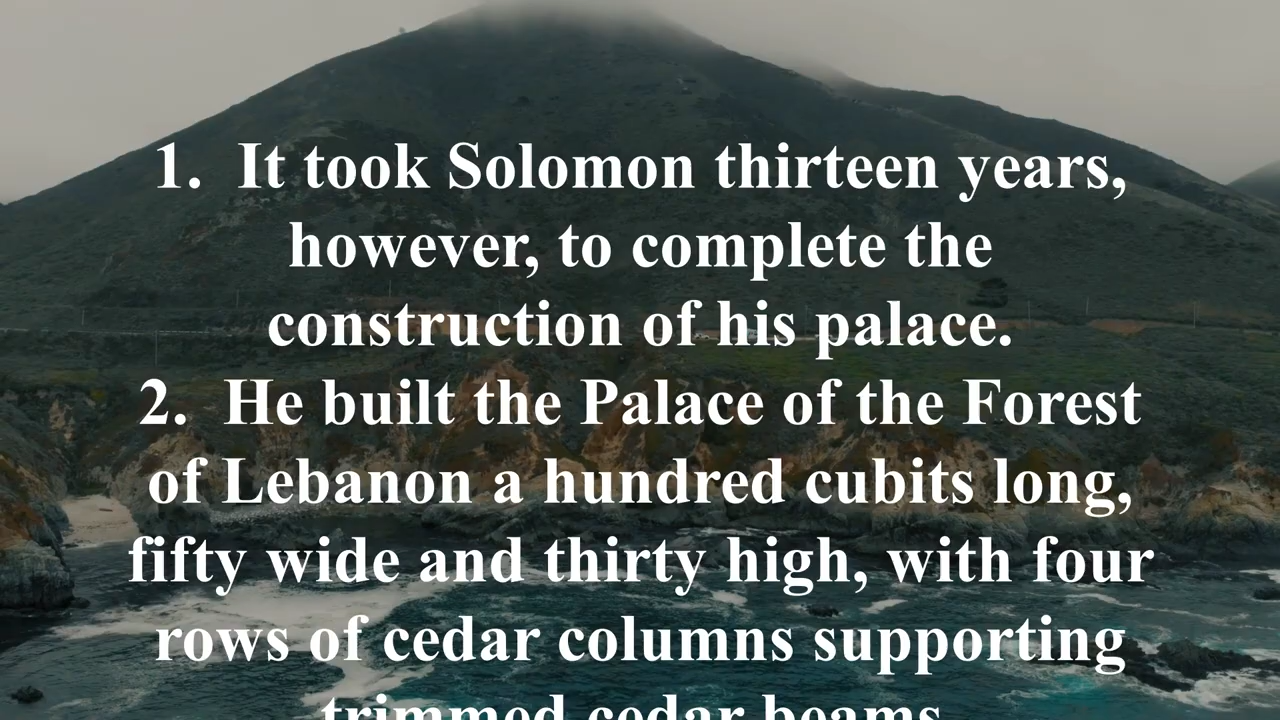 1.  It took Solomon thirteen years,
however, to complete the
construction of his palace.
2.  He built the Palace of the Forest
of Lebanon a hundred cubits long,
fifty wide and thirty high, with four
rows of cedar columns supporting
trimmed cedar beams.